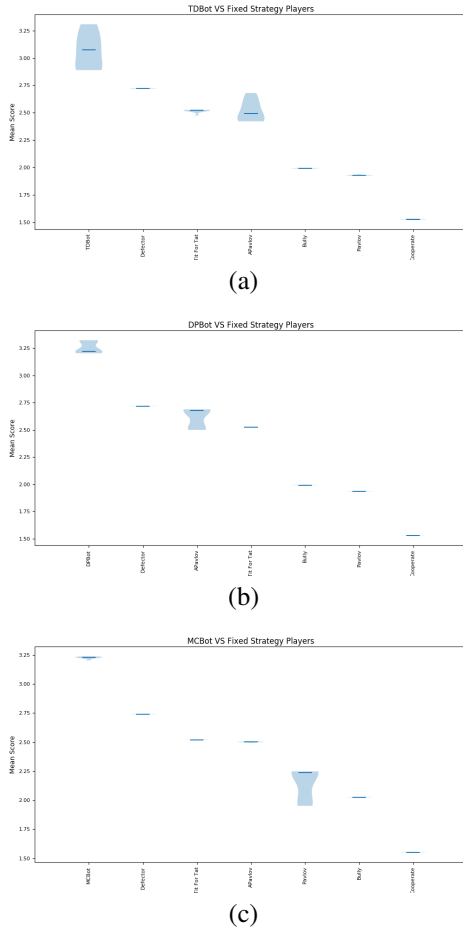 TDBot VS Fixed Strategy Players
Mean Score
3.25
3.00
2.75
2.50
2.25
2.00
1.75
1.50
TDBot
Defector
Tit For Tat
APavlov
Bully
Pavlov
Cooperate
(a)
DPBot VS Fixed Strategy Players
Mean Score
3.25
3.00
2.75
2.50
2.25
2.00
1.75
1.50
DPBot
Defector
APavlov
Tit For Tat
Bully
Pavlov
Cooperate
(b)
MCBot VS Fixed Strategy Players
Mean Score
3.25
3.00
2.75
2.50
2.25
2.00
1.75
1.50
MCBot
Defector
Tit For Tat
APavlov
Pavlov
Bully
Cooperate
(c)